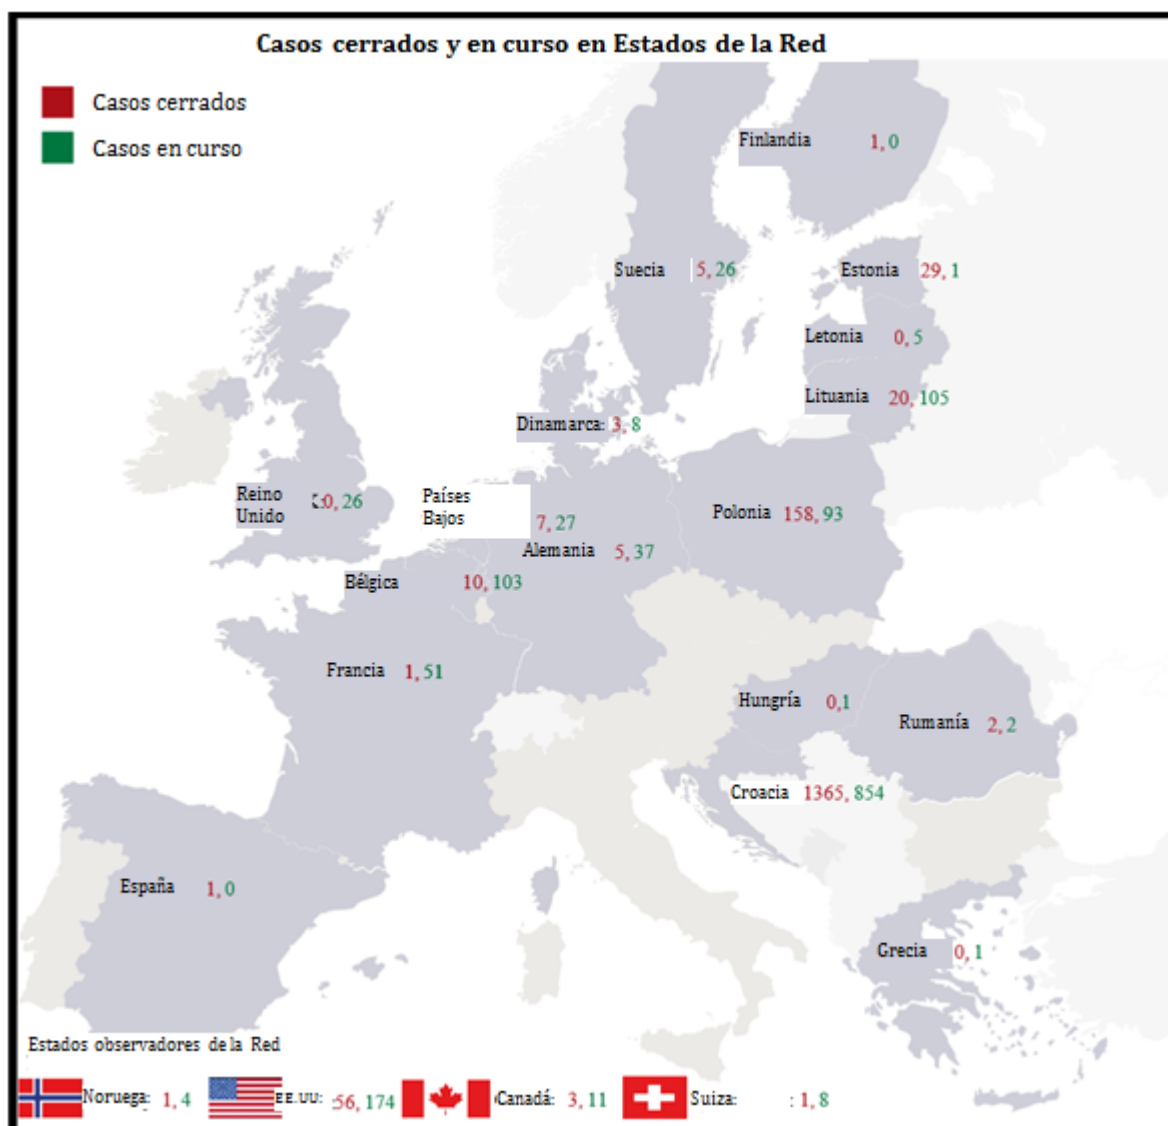 Casos cerrados y en curso en Estados de la Red
Casos cerrados
Casos en curso
Finlandia 1, 0
Suecia 5, 26
Estonia 29, 1
Letonia 0, 5
Lituania 20, 105
Dinamarca: 3, 8
Reino
Unido 0, 26
Países
Bajos 7, 27
Polonia 158, 93
Alemania 5, 37
Bélgica 10, 103
Francia 1, 51
Hungría 0,1
Rumanía 2, 2
Croacia 1365, 854
España 1, 0
Grecia 0, 1
Estados observadores de la Red
Noruega: 1, 4 EE.UU: 56, 174 Canadá: 3, 11 Suiza: : 1, 8